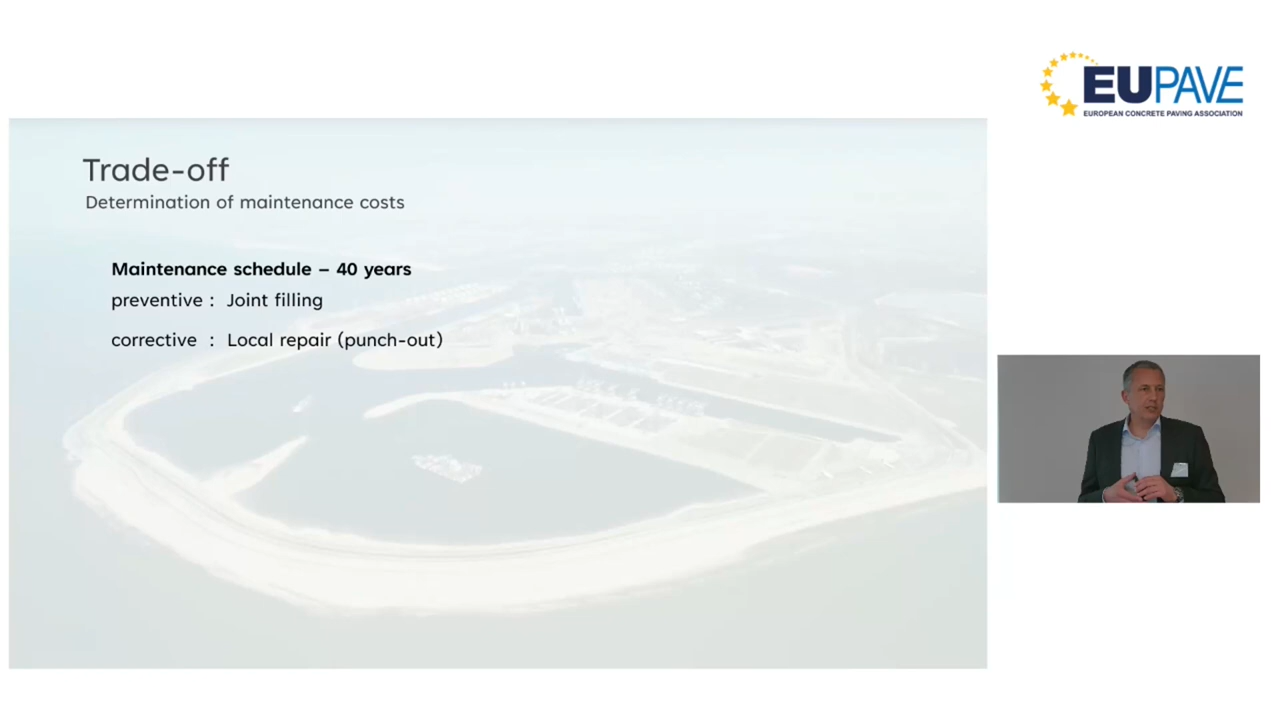 EUPAVE
EUROPEAN CONCRETE PAVING ASSOCIATION
Trade-off
Determination of maintenance costs
Maintenance schedule – 40 years
preventive : Joint filling
corrective : Local repair (punch-out)